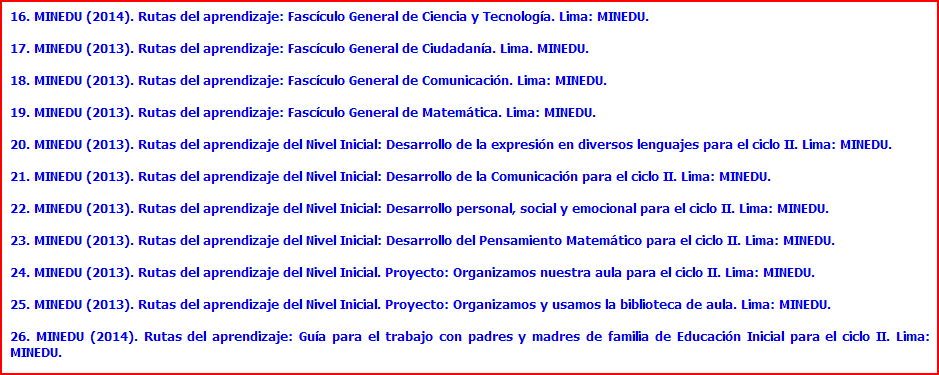 16. MINEDU (2014). Rutas del aprendizaje: Fascículo General de Ciencia y Tecnología. Lima: MINEDU.
17. MINEDU (2013). Rutas del aprendizaje: Fascículo General de Ciudadanía. Lima. MINEDU.
18. MINEDU (2013). Rutas del aprendizaje: Fascículo General de Comunicación. Lima: MINEDU.
19. MINEDU (2013). Rutas del aprendizaje: Fascículo General de Matemática. Lima: MINEDU.
20. MINEDU (2013). Rutas del aprendizaje del Nivel Inicial: Desarrollo de la expresión en diversos lenguajes para el ciclo II. Lima: MINEDU.
21. MINEDU (2013). Rutas del aprendizaje del Nivel Inicial: Desarrollo de la Comunicación para el ciclo II. Lima: MINEDU.
22. MINEDU (2013). Rutas del aprendizaje del Nivel Inicial: Desarrollo personal, social y emocional para el ciclo II. Lima: MINEDU.
23. MINEDU (2013). Rutas del aprendizaje del Nivel Inicial: Desarrollo del Pensamiento Matemático para el ciclo II. Lima: MINEDU.
24. MINEDU (2013). Rutas del aprendizaje del Nivel Inicial. Proyecto: Organizamos nuestra aula para el ciclo II. Lima: MINEDU.
25. MINEDU (2013). Rutas del aprendizaje del Nivel Inicial. Proyecto: Organizamos y usamos la biblioteca de aula. Lima: MINEDU.
26. MINEDU (2014). Rutas del aprendizaje: Guía para el trabajo con padres y madres de familia de Educación Inicial para el ciclo II. Lima:
MINEDU.